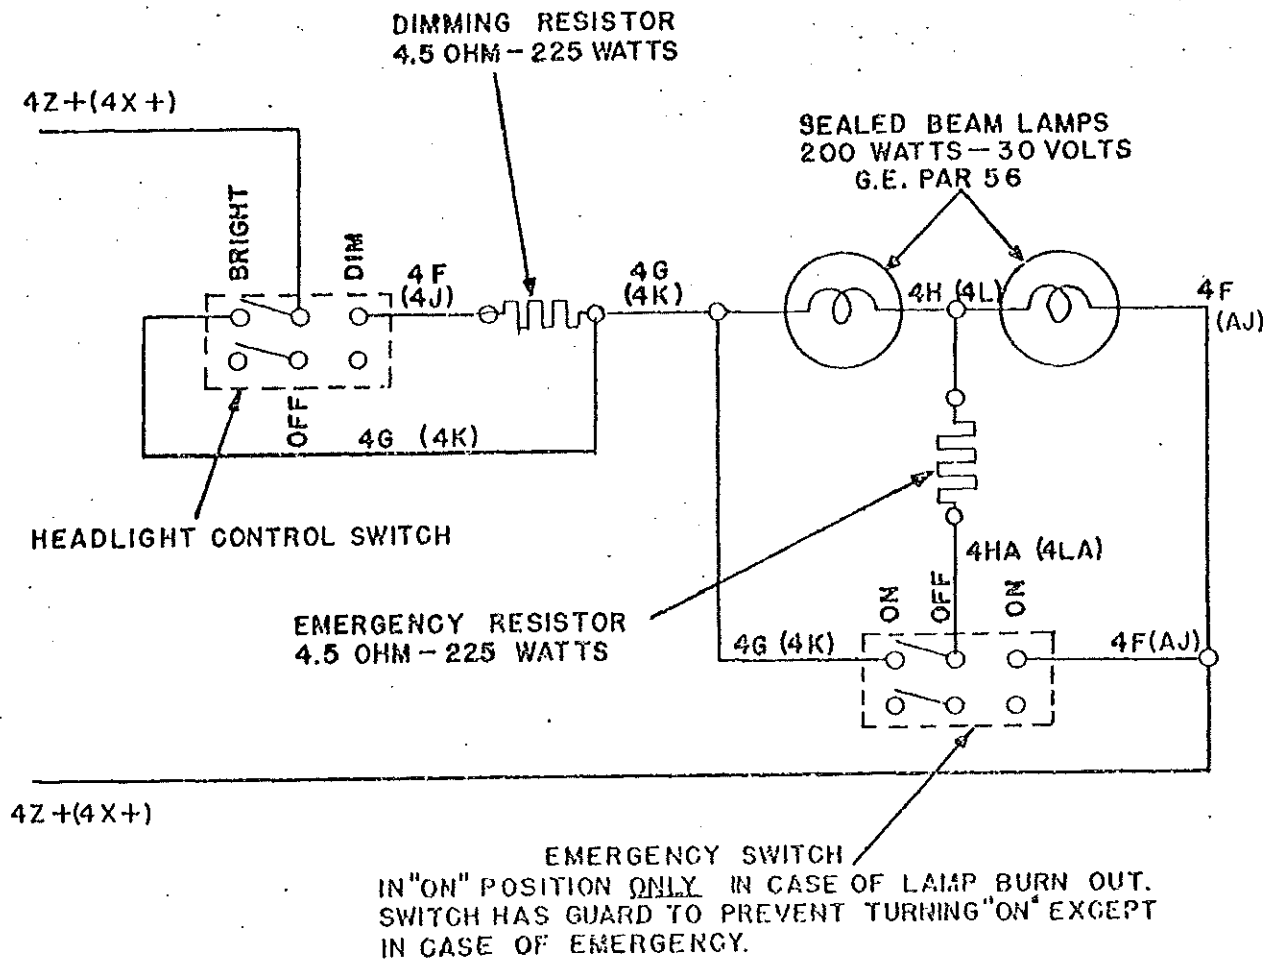 DIMMING RESISTOR
4.5 OHM - 225 WATTS
4Z+(4X+)
SEALED BEAM LAMPS
200 WATTS - 30 VOLTS
G.E. PAR 56
BRIGHT
DIM
OFF
4F
(4J)
4G
(4K)
4H (4L)
4F
(AJ)
4G (4K)
HEADLIGHT CONTROL SWITCH
4HA (4LA)
EMERGENCY RESISTOR
4.5 OHM - 225 WATTS
ON
OFF
ON
4G (4K)
4F(AJ)
4Z+(4X+)
EMERGENCY SWITCH
IN "ON" POSITION ONLY IN CASE OF LAMP BURN OUT.
SWITCH HAS GUARD TO PREVENT TURNING "ON" EXCEPT
IN CASE OF EMERGENCY.